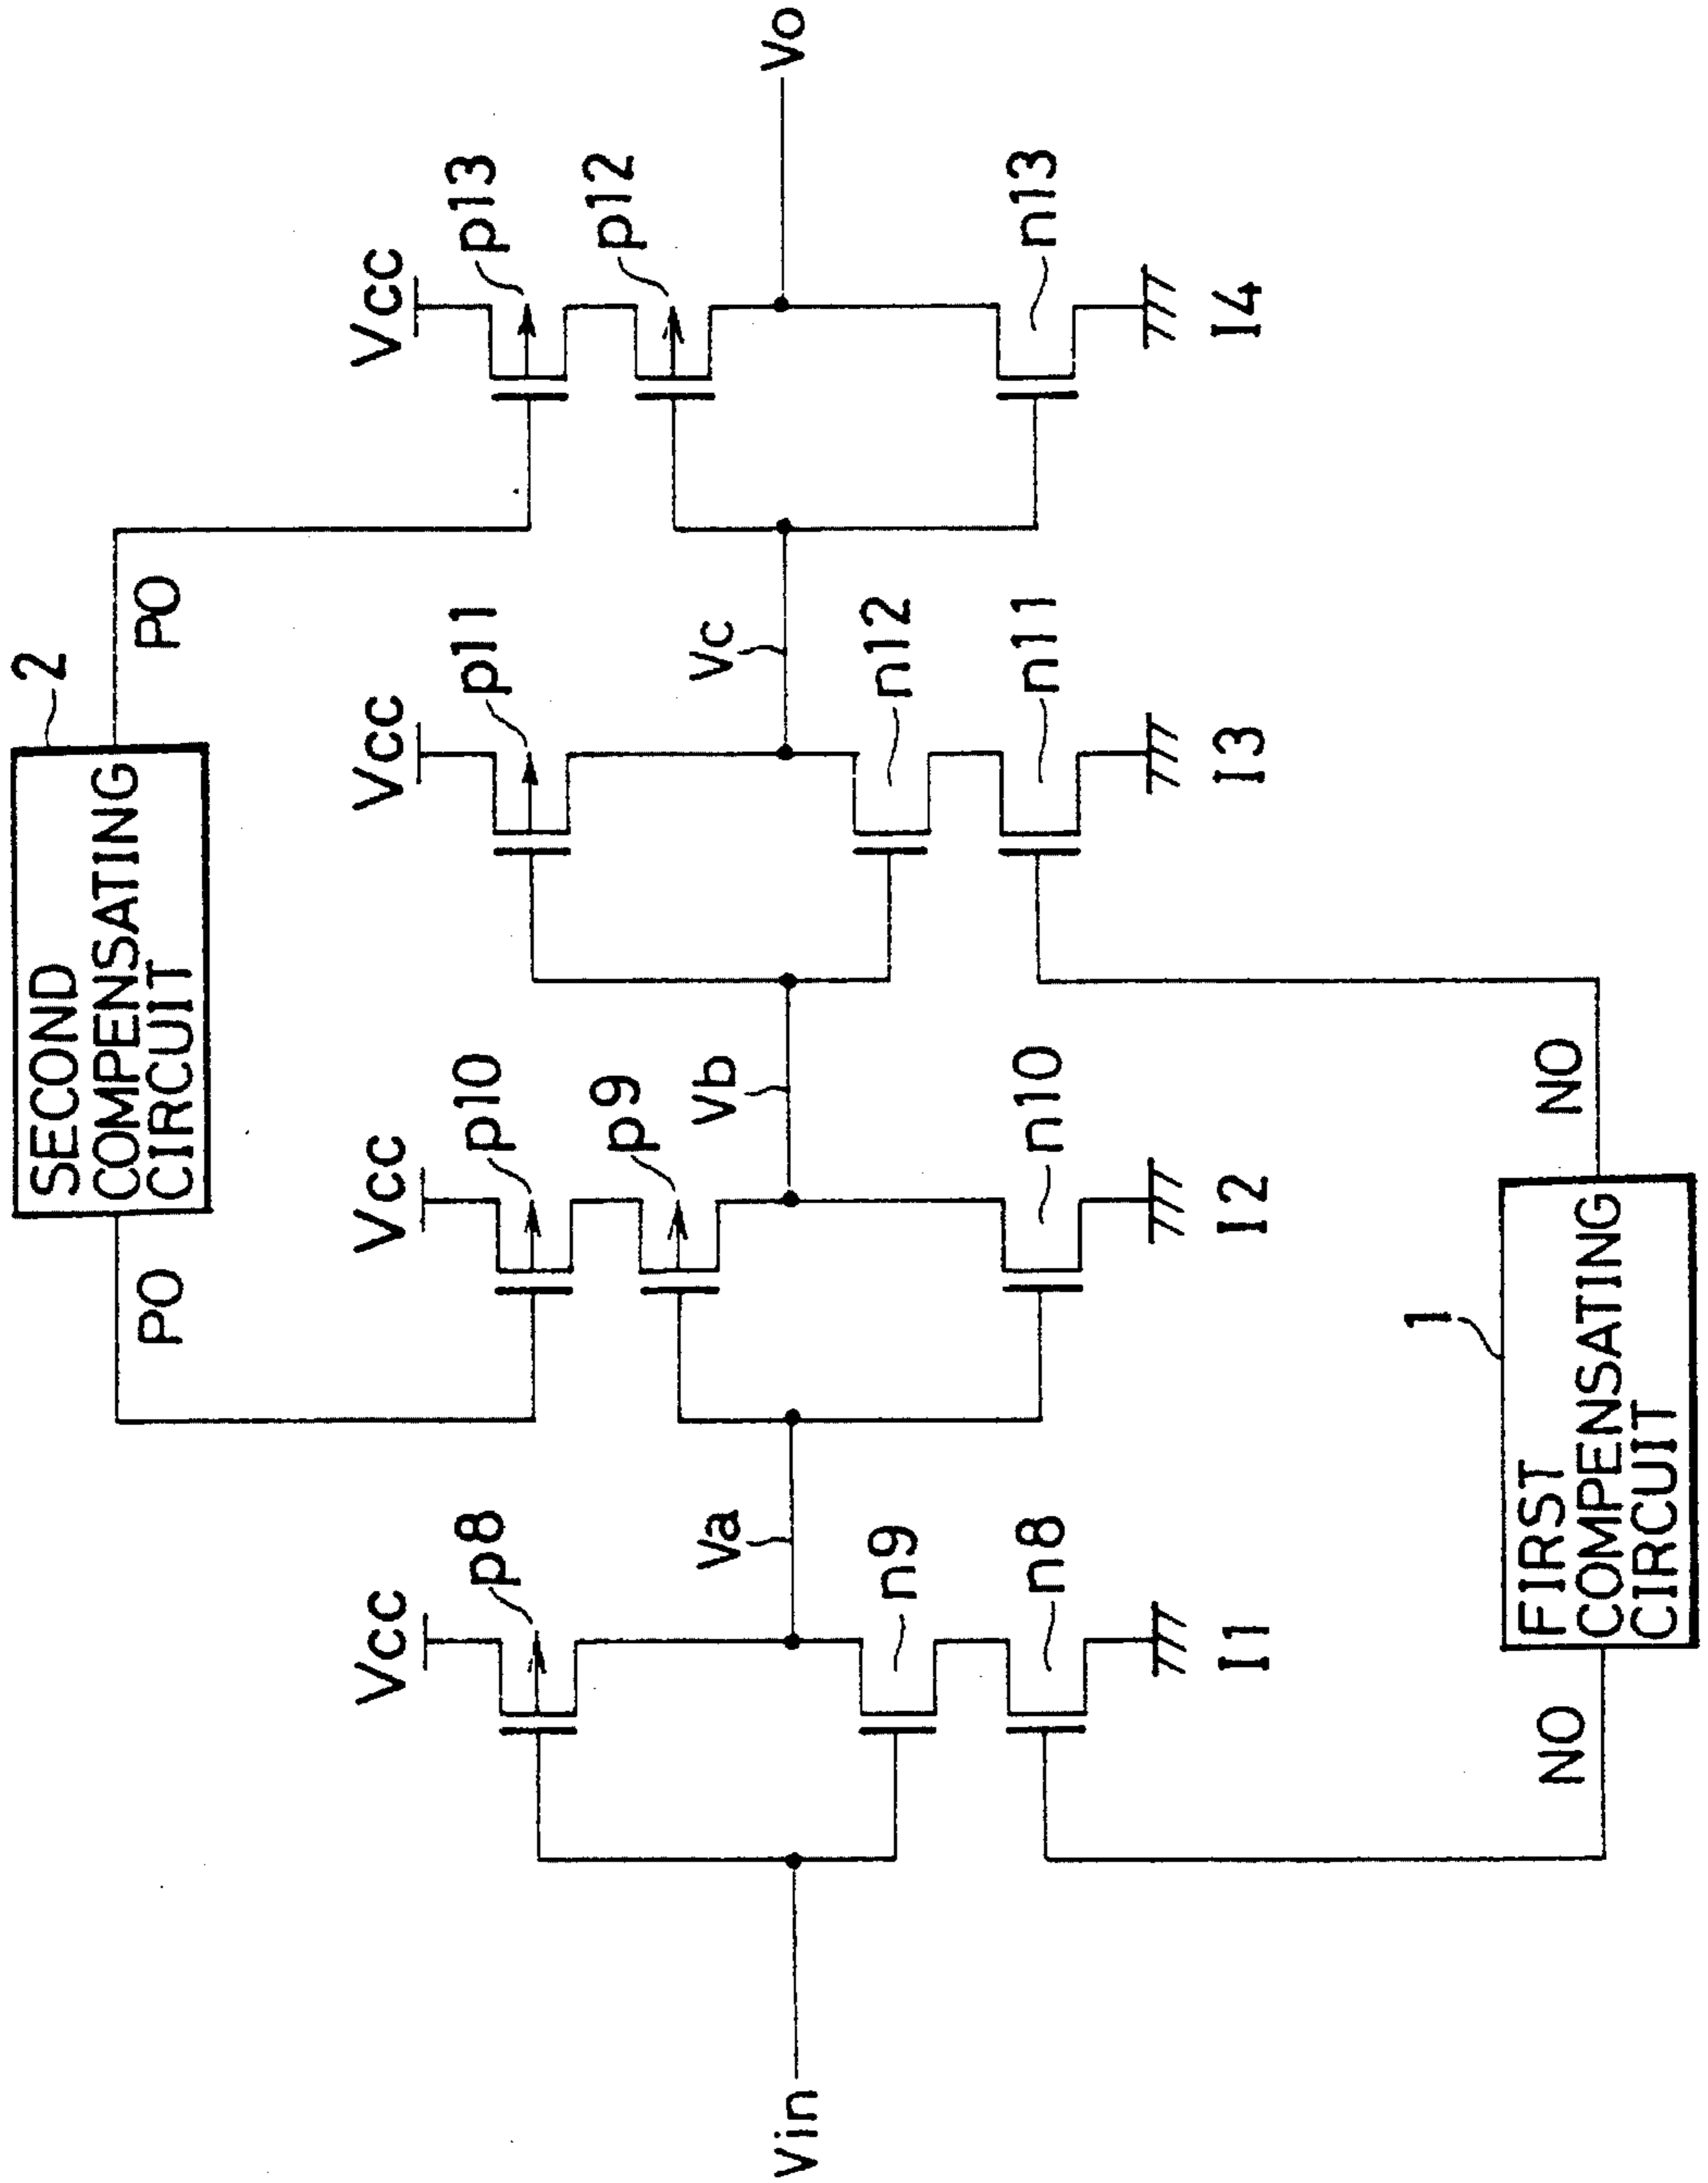 SECOND
COMPENSATING
CIRCUIT
2
PO
PO
Vcc
Vcc
Vcc
Vcc
p8
p10
p11
p13
p9
p12
Vin
Va
Vb
Vc
Vo
n9
n12
n8
n10
n11
n13
I1
I2
I3
I4
1
NO
NO
FIRST
COMPENSATING
CIRCUIT